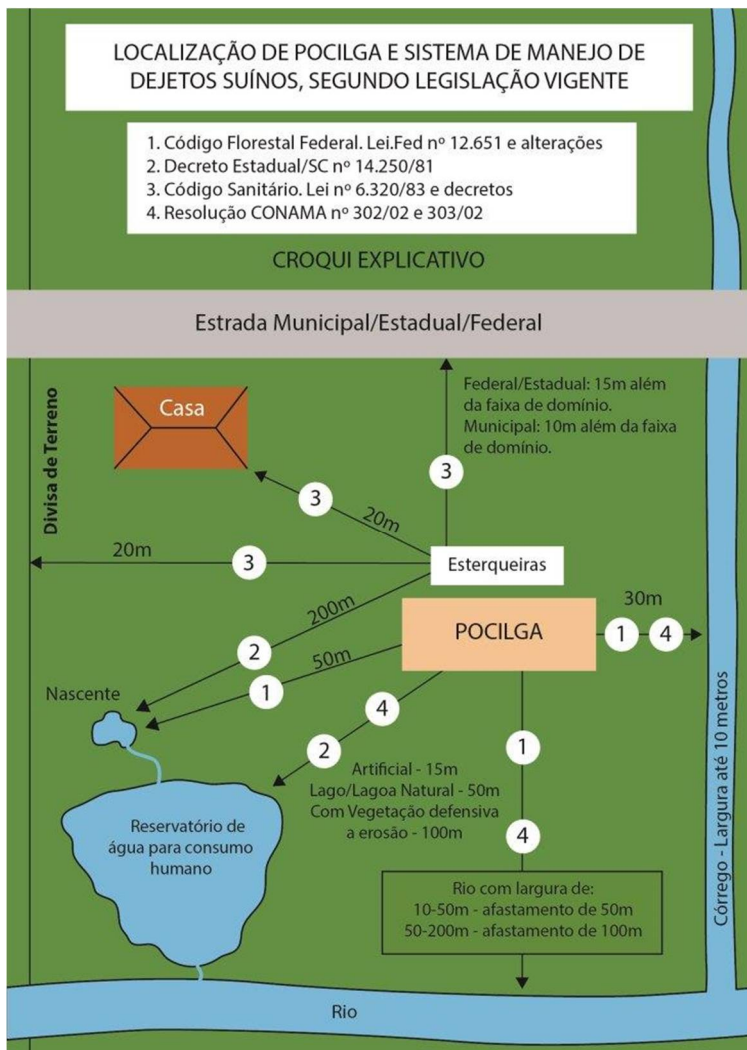 LOCALIZAÇÃO DE POCILGA E SISTEMA DE MANEJO DE
DEJETOS SUÍNOS, SEGUNDO LEGISLAÇÃO VIGENTE
1. Código Florestal Federal. Lei.Fed nº 12.651 e alterações
2. Decreto Estadual/SC nº 14.250/81
3. Código Sanitário. Lei nº 6.320/83 e decretos
4. Resolução CONAMA nº 302/02 e 303/02
CROQUI EXPLICATIVO
Estrada Municipal/Estadual/Federal
Divisa de Terreno
Casa
Federal/Estadual: 15m além
da faixa de domínio.
Municipal: 10m além da faixa
de domínio.
3
3
20m
20m
3
Esterqueiras
200m
2
POCILGA
30m
1
4
50m
1
Nascente
4
2
1
Artificial - 15m
Lago/Lagoa Natural - 50m
Com Vegetação defensiva
a erosão - 100m
4
Reservatório de
água para consumo
humano
Rio com largura de:
10-50m - afastamento de 50m
50-200m - afastamento de 100m
Córrego - Largura até 10 metros
Rio